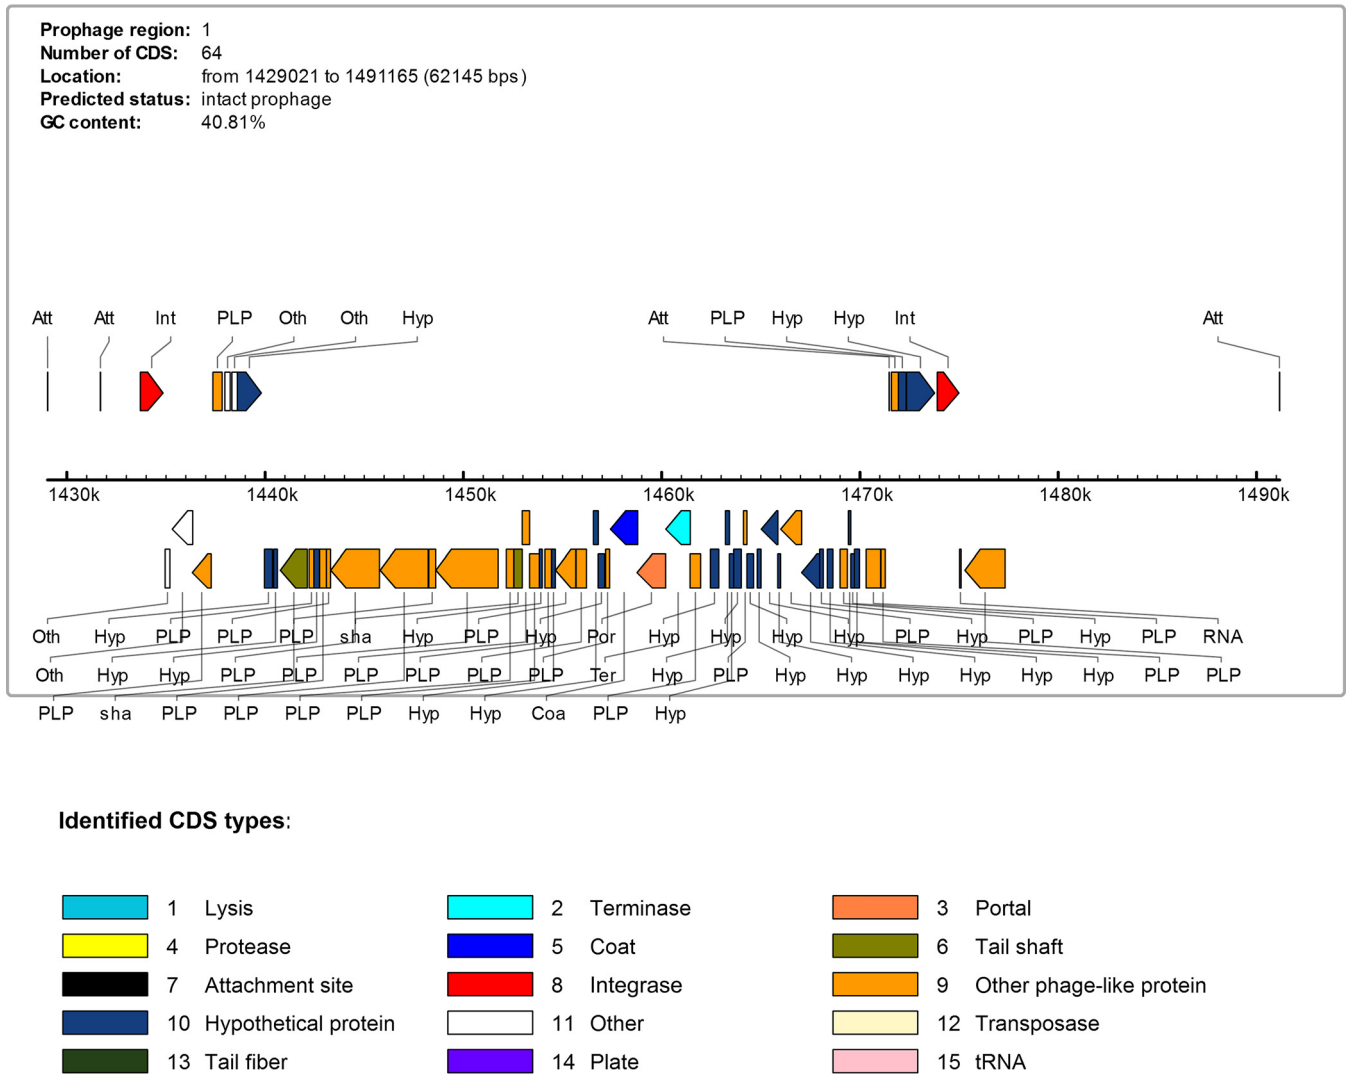 Prophage region: 1
Number of CDS: 64
Location: from 1429021 to 1491165 (62145 bps)
Predicted status: intact prophage
GC content: 40.81%
Att Att Int PLP Oth Oth Hyp Att PLP Hyp Hyp Int Att
1430k 1440k 1450k 1460k 1470k 1480k 1490k
Oth Hyp PLP PLP PLP sha Hyp PLP Hyp Por Hyp Hyp Hyp Hyp PLP Hyp PLP Hyp PLP RNA
Oth Hyp Hyp PLP PLP PLP PLP PLP PLP Ter Hyp PLP Hyp Hyp Hyp Hyp Hyp Hyp PLP PLP
PLP sha PLP PLP PLP PLP Hyp Hyp Coa PLP Hyp
Identified CDS types:
1 Lysis 2 Terminase 3 Portal
4 Protease 5 Coat 6 Tail shaft
7 Attachment site 8 Integrase 9 Other phage-like protein
10 Hypothetical protein 11 Other 12 Transposase
13 Tail fiber 14 Plate 15 tRNA